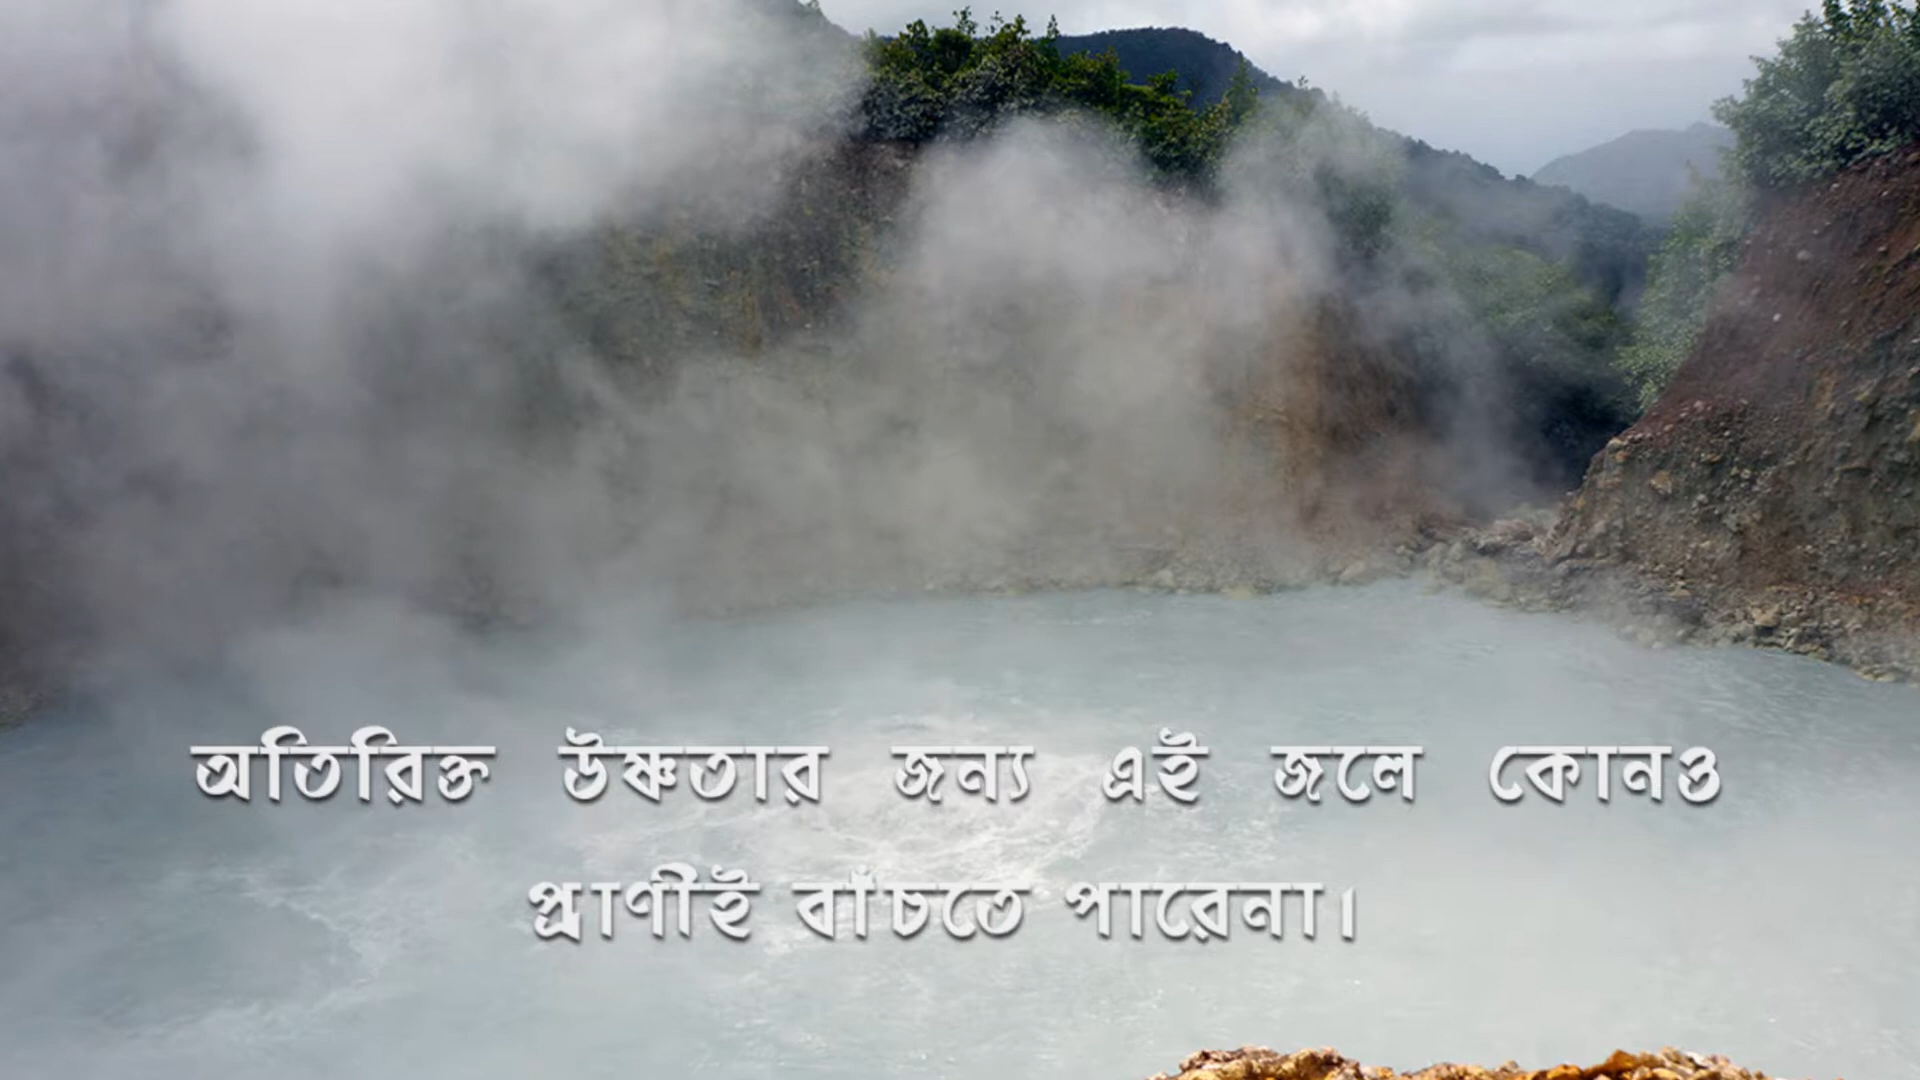 অতিরিক্ত উষ্ণতার জন্য এই জলে কোনও
প্রাণীই বাঁচতে পারেনা।